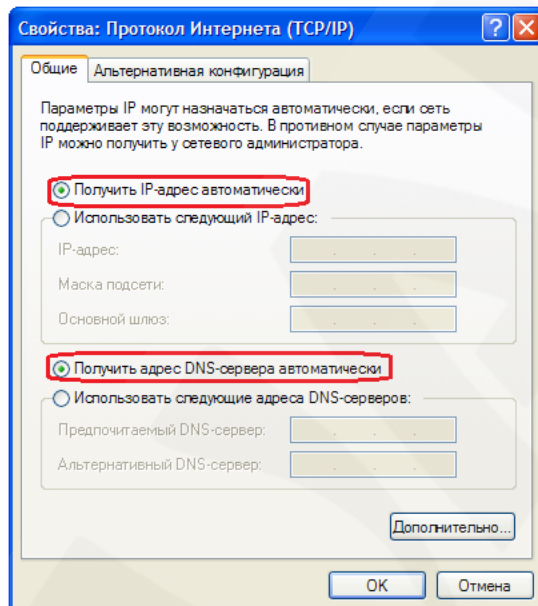 Свойства: Протокол Интернета (TCP/IP)
Общие
Альтернативная конфигурация
Параметры IP могут назначаться автоматически, если сеть
поддерживает эту возможность. В противном случае параметры
IP можно получить у сетевого администратора.
Получить IP-адрес автоматически
Использовать следующий IP-адрес:
IP-адрес:
Маска подсети:
Основной шлюз:
Получить адрес DNS-сервера автоматически
Использовать следующие адреса DNS-серверов:
Предпочитаемый DNS-сервер:
Альтернативный DNS-сервер:
Дополнительно...
OK
Отмена